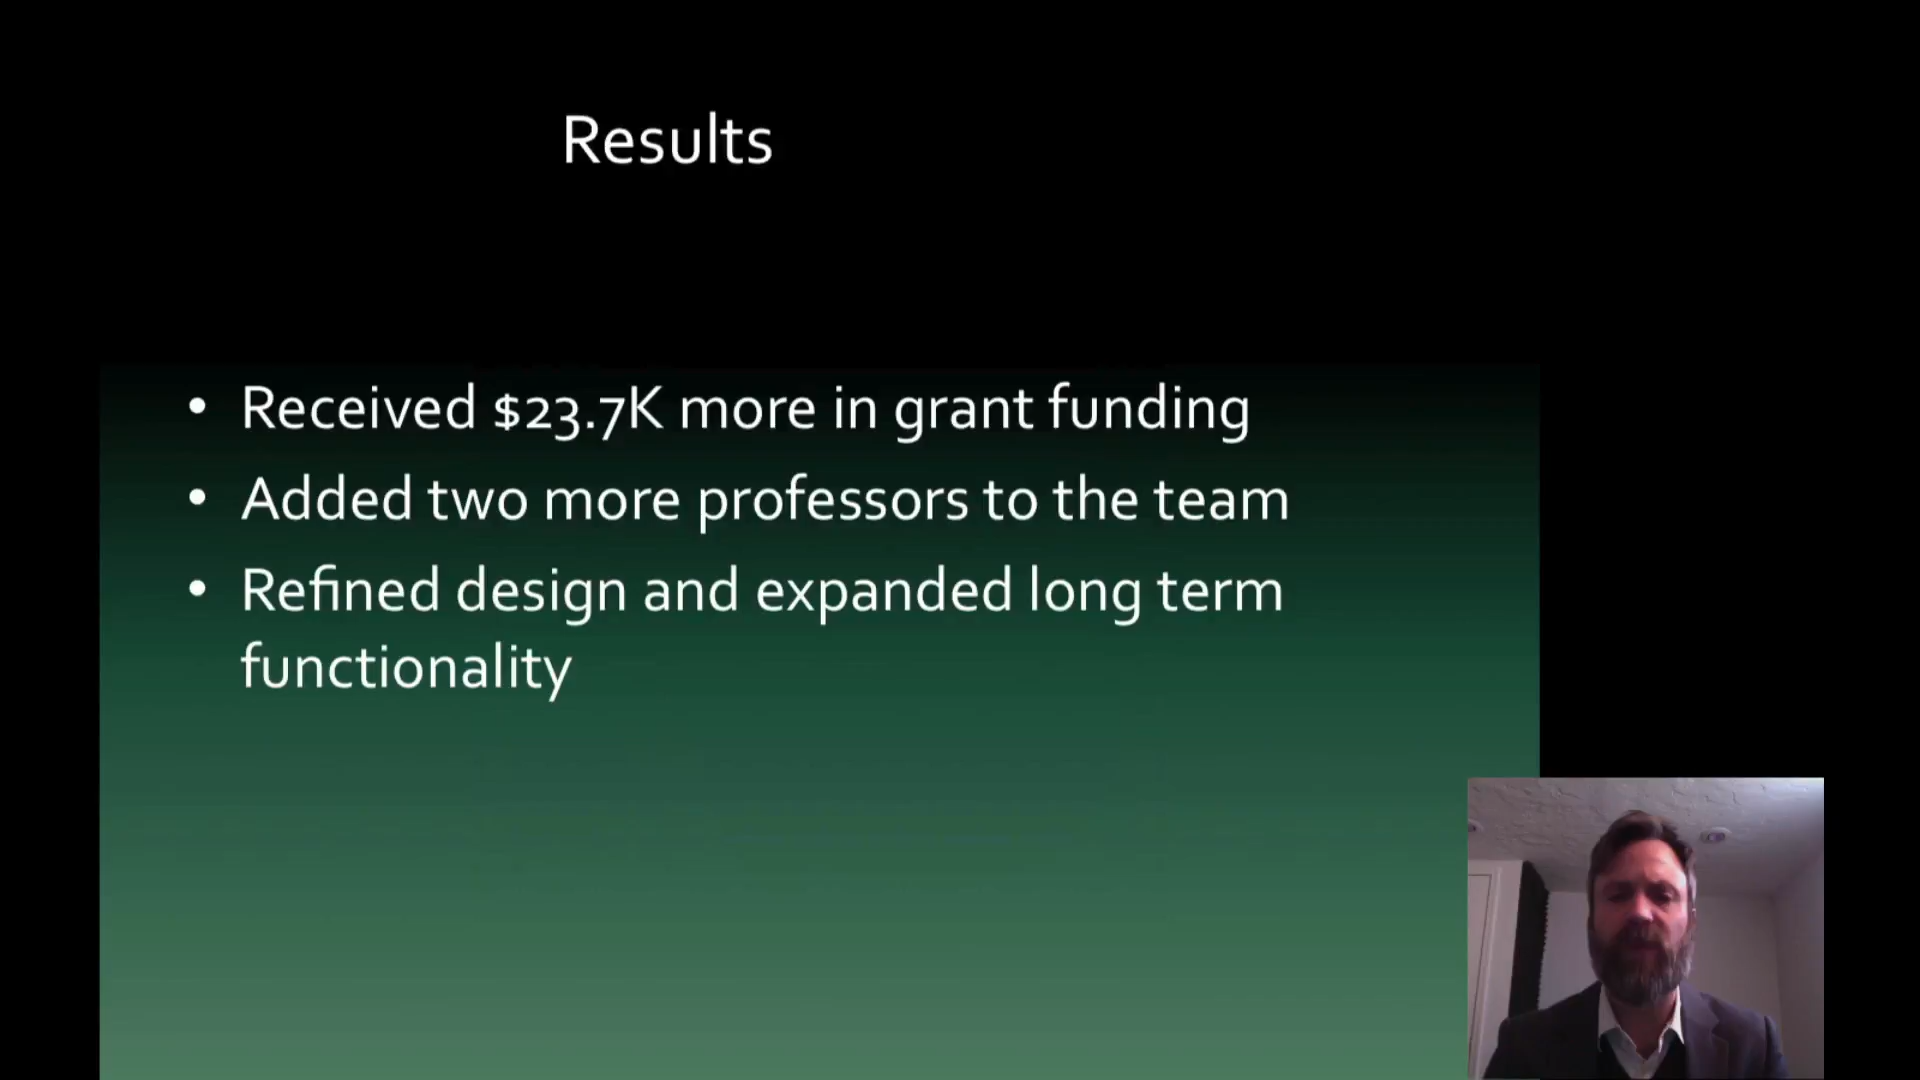 Results
• Received $23.7K more in grant funding
• Added two more professors to the team
• Refined design and expanded long term
functionality